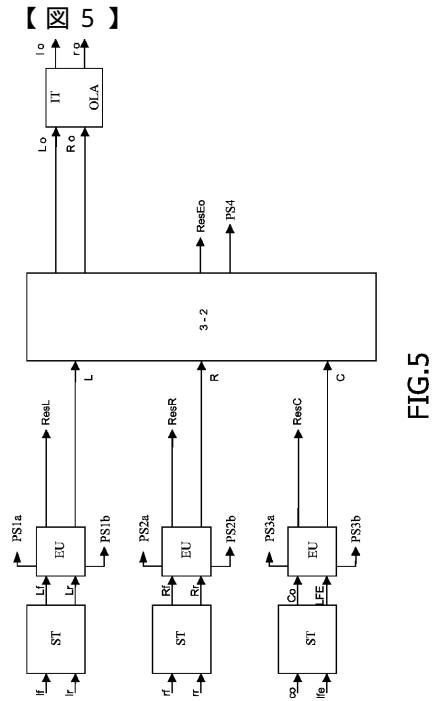 【図5】
lo
ro
IT
OLA
Lo
Ro
ResEo
PS4
3-2
L
R
C
FIG.5
ResL
ResR
ResC
PS1a
EU
PS1b
PS2a
EU
PS2b
PS3a
EU
PS3b
Lf
Lr
Rf
Rr
Co
LFE
ST
ST
ST
lf
lr
rf
rr
co
lfe